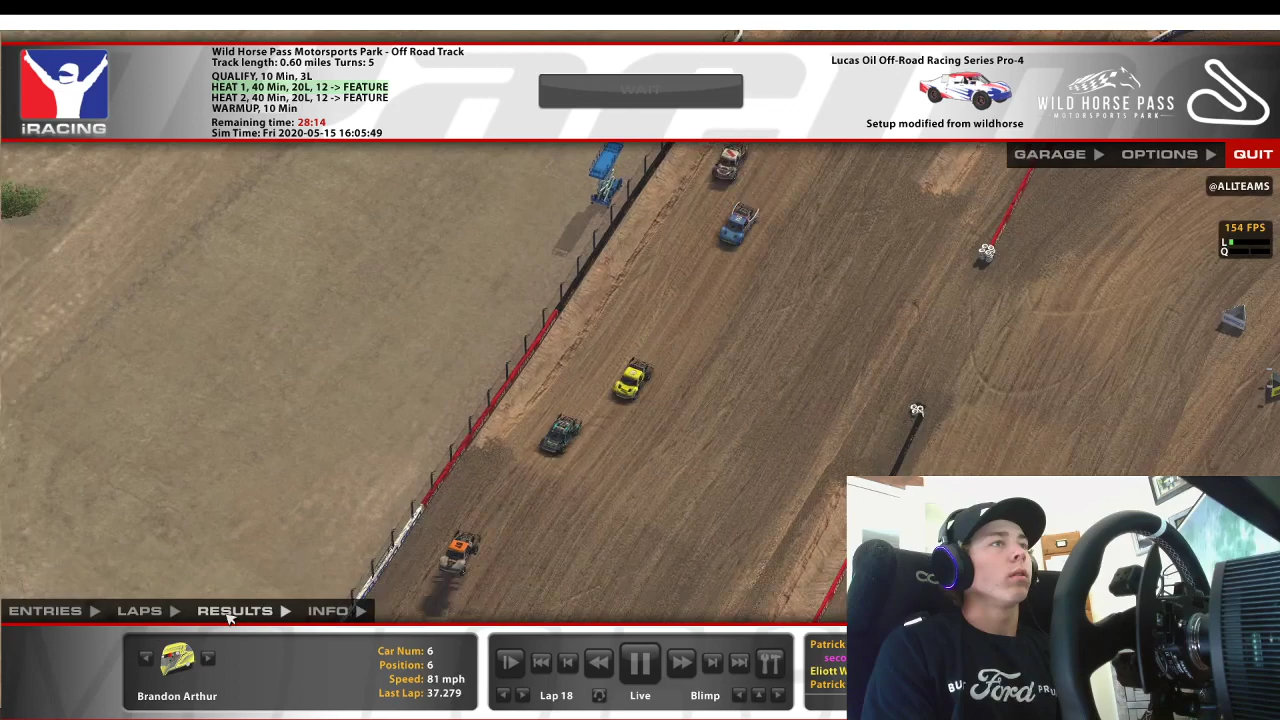 iRACING
Wild Horse Pass Motorsports Park - Off Road Track
Track length: 0.60 miles Turns: 5
QUALIFY, 10 Min, 3L
HEAT 1, 40 Min, 20L, 12 -> FEATURE
HEAT 2, 40 Min, 20L, 12 -> FEATURE
WARMUP, 10 Min
Remaining time: 28:14
Sim Time: Fri 2020-05-15 16:05:49
WAIT
Lucas Oil Off-Road Racing Series Pro-4
Setup modified from wildhorse
WILD HORSE PASS
MOTORSPORTS PARK
GARAGE OPTIONS QUIT
@ALLTEAMS
154 FPS
L
Q
ENTRIES LAPS RESULTS INFO
Brandon Arthur
Car Num: 6
Position: 6
Speed: 81 mph
Last Lap: 37.279
Lap 18 Live Blimp
Patrick
seco
Eliott W
Patrick
Ford